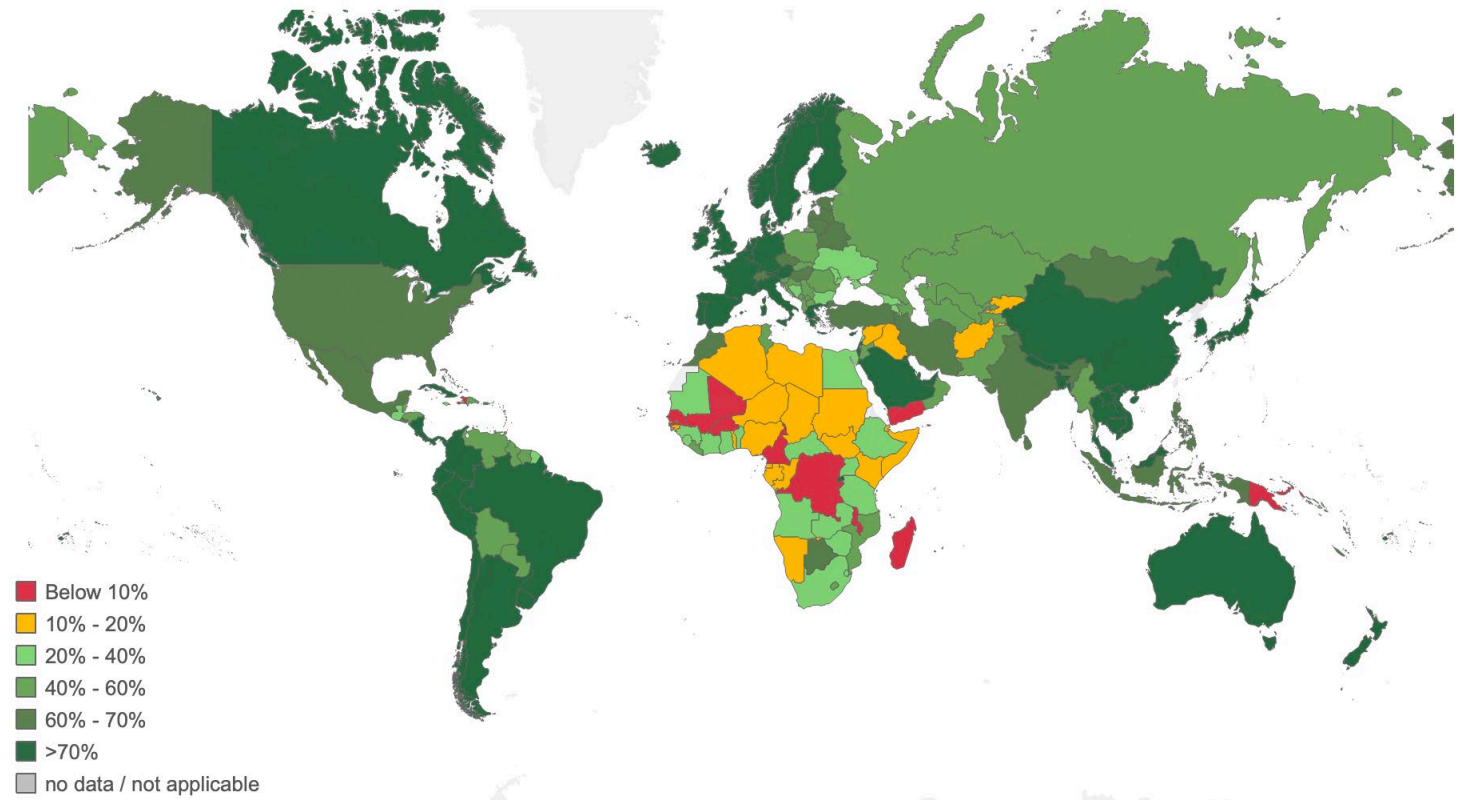 Below 10%
10% - 20%
20% - 40%
40% - 60%
60% - 70%
>70%
no data / not applicable